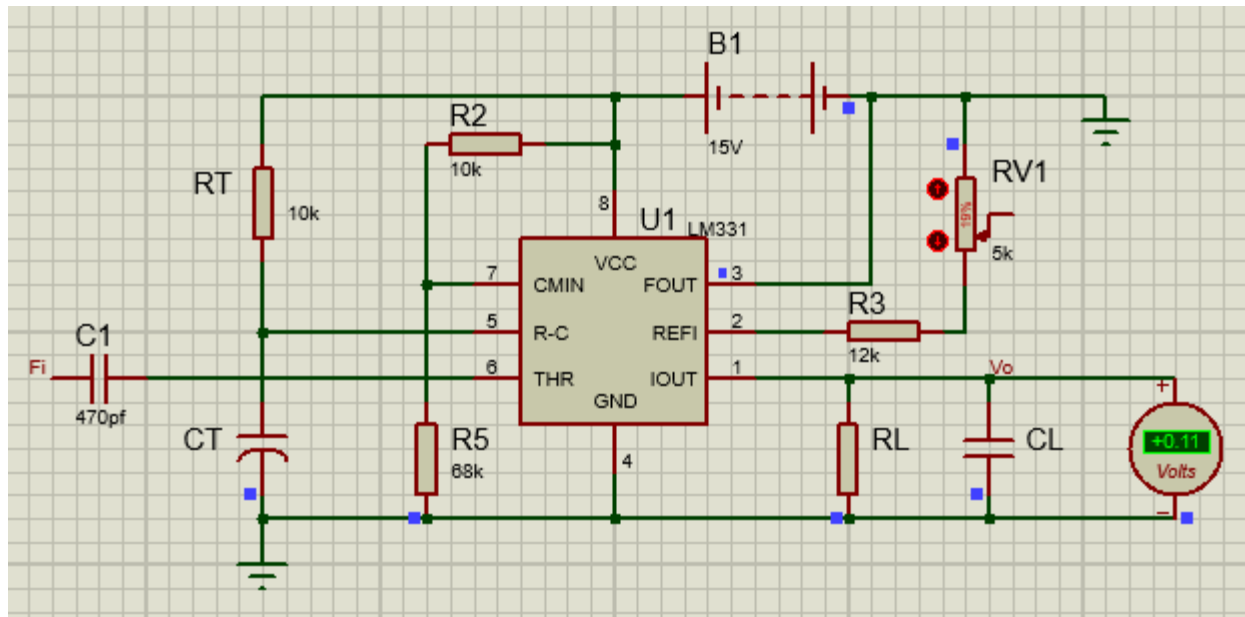 B1
15V
R2
10k
RT
10k
RV1
19%
5k
U1
LM331
8
VCC
7
CMIN
FOUT
3
5
R-C
REFI
2
R3
12k
C1
Fi
470pf
6
THR
IOUT
1
Vo
GND
4
CT
R5
68k
RL
CL
+
+0.11
Volts
−